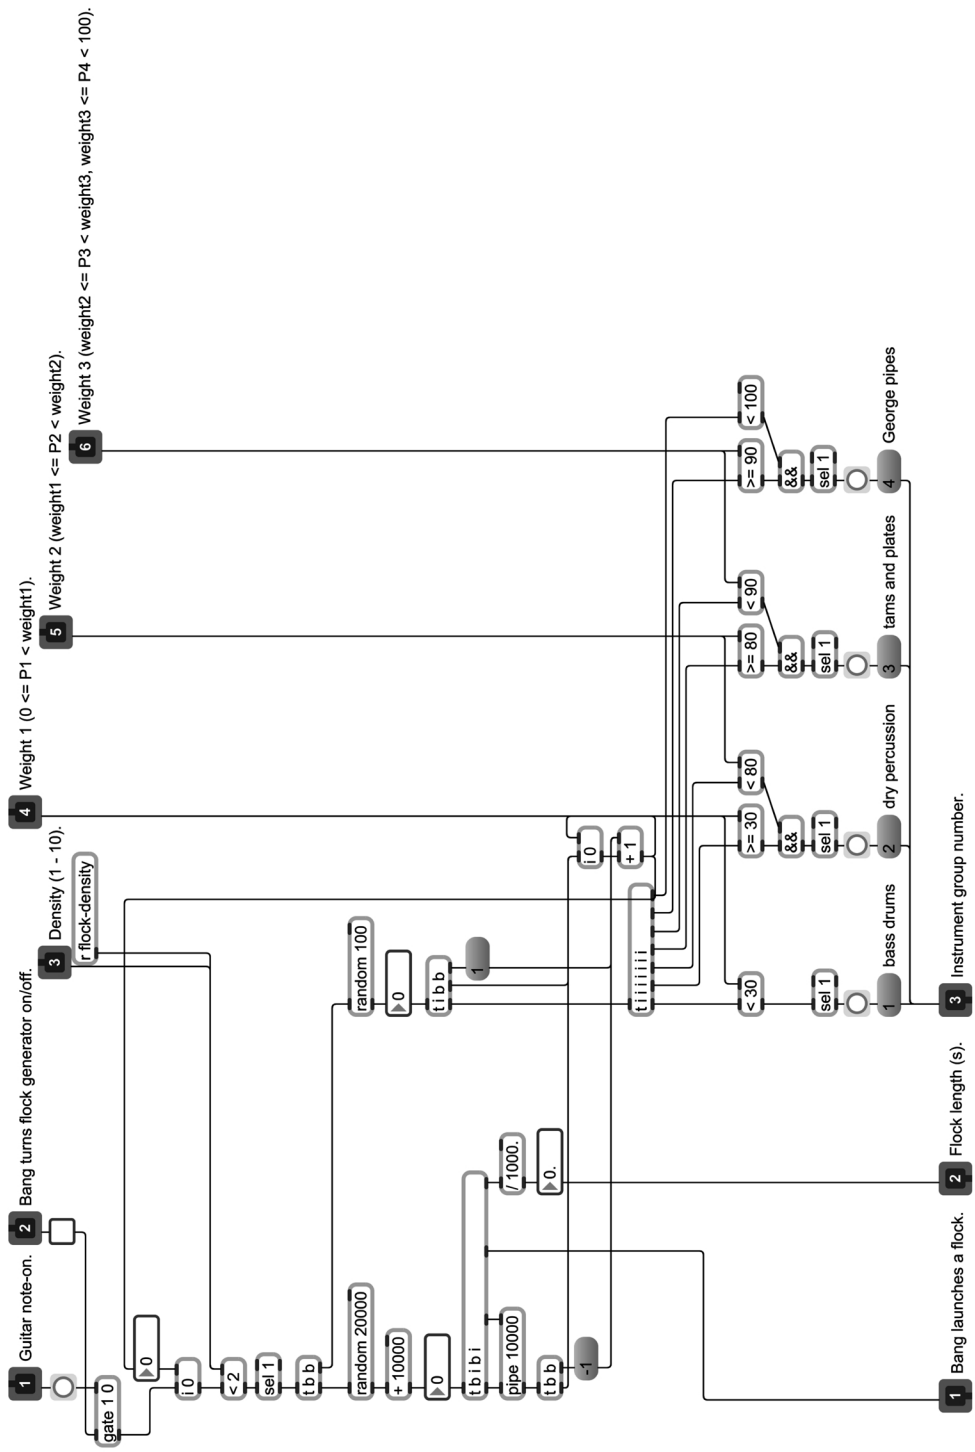 1 Guitar note-on.
2 Bang turns flock generator on/off.
3 Density (1 - 10).
4 Weight 1 (0 <= P1 < weight1).
5 Weight 2 (weight1 <= P2 < weight2).
6 Weight 3 (weight2 <= P3 < weight3, weight3 <= P4 < 100).
r flock-density
gate 1 0
0
i 0
< 2
sel 1
t b b
random 20000
+ 10000
0
t b i b i
pipe 10000
/ 1000.
0.
t b b
-1
random 100
0
t i b b
1
i 0
+ 1
t i i i i i i i
< 30
>= 30
< 80
>= 80
< 90
>= 90
< 100
&&
&&
&&
sel 1
sel 1
sel 1
sel 1
1 bass drums
2 dry percussion
3 tams and plates
4 George pipes
1 Bang launches a flock.
2 Flock length (s).
3 Instrument group number.